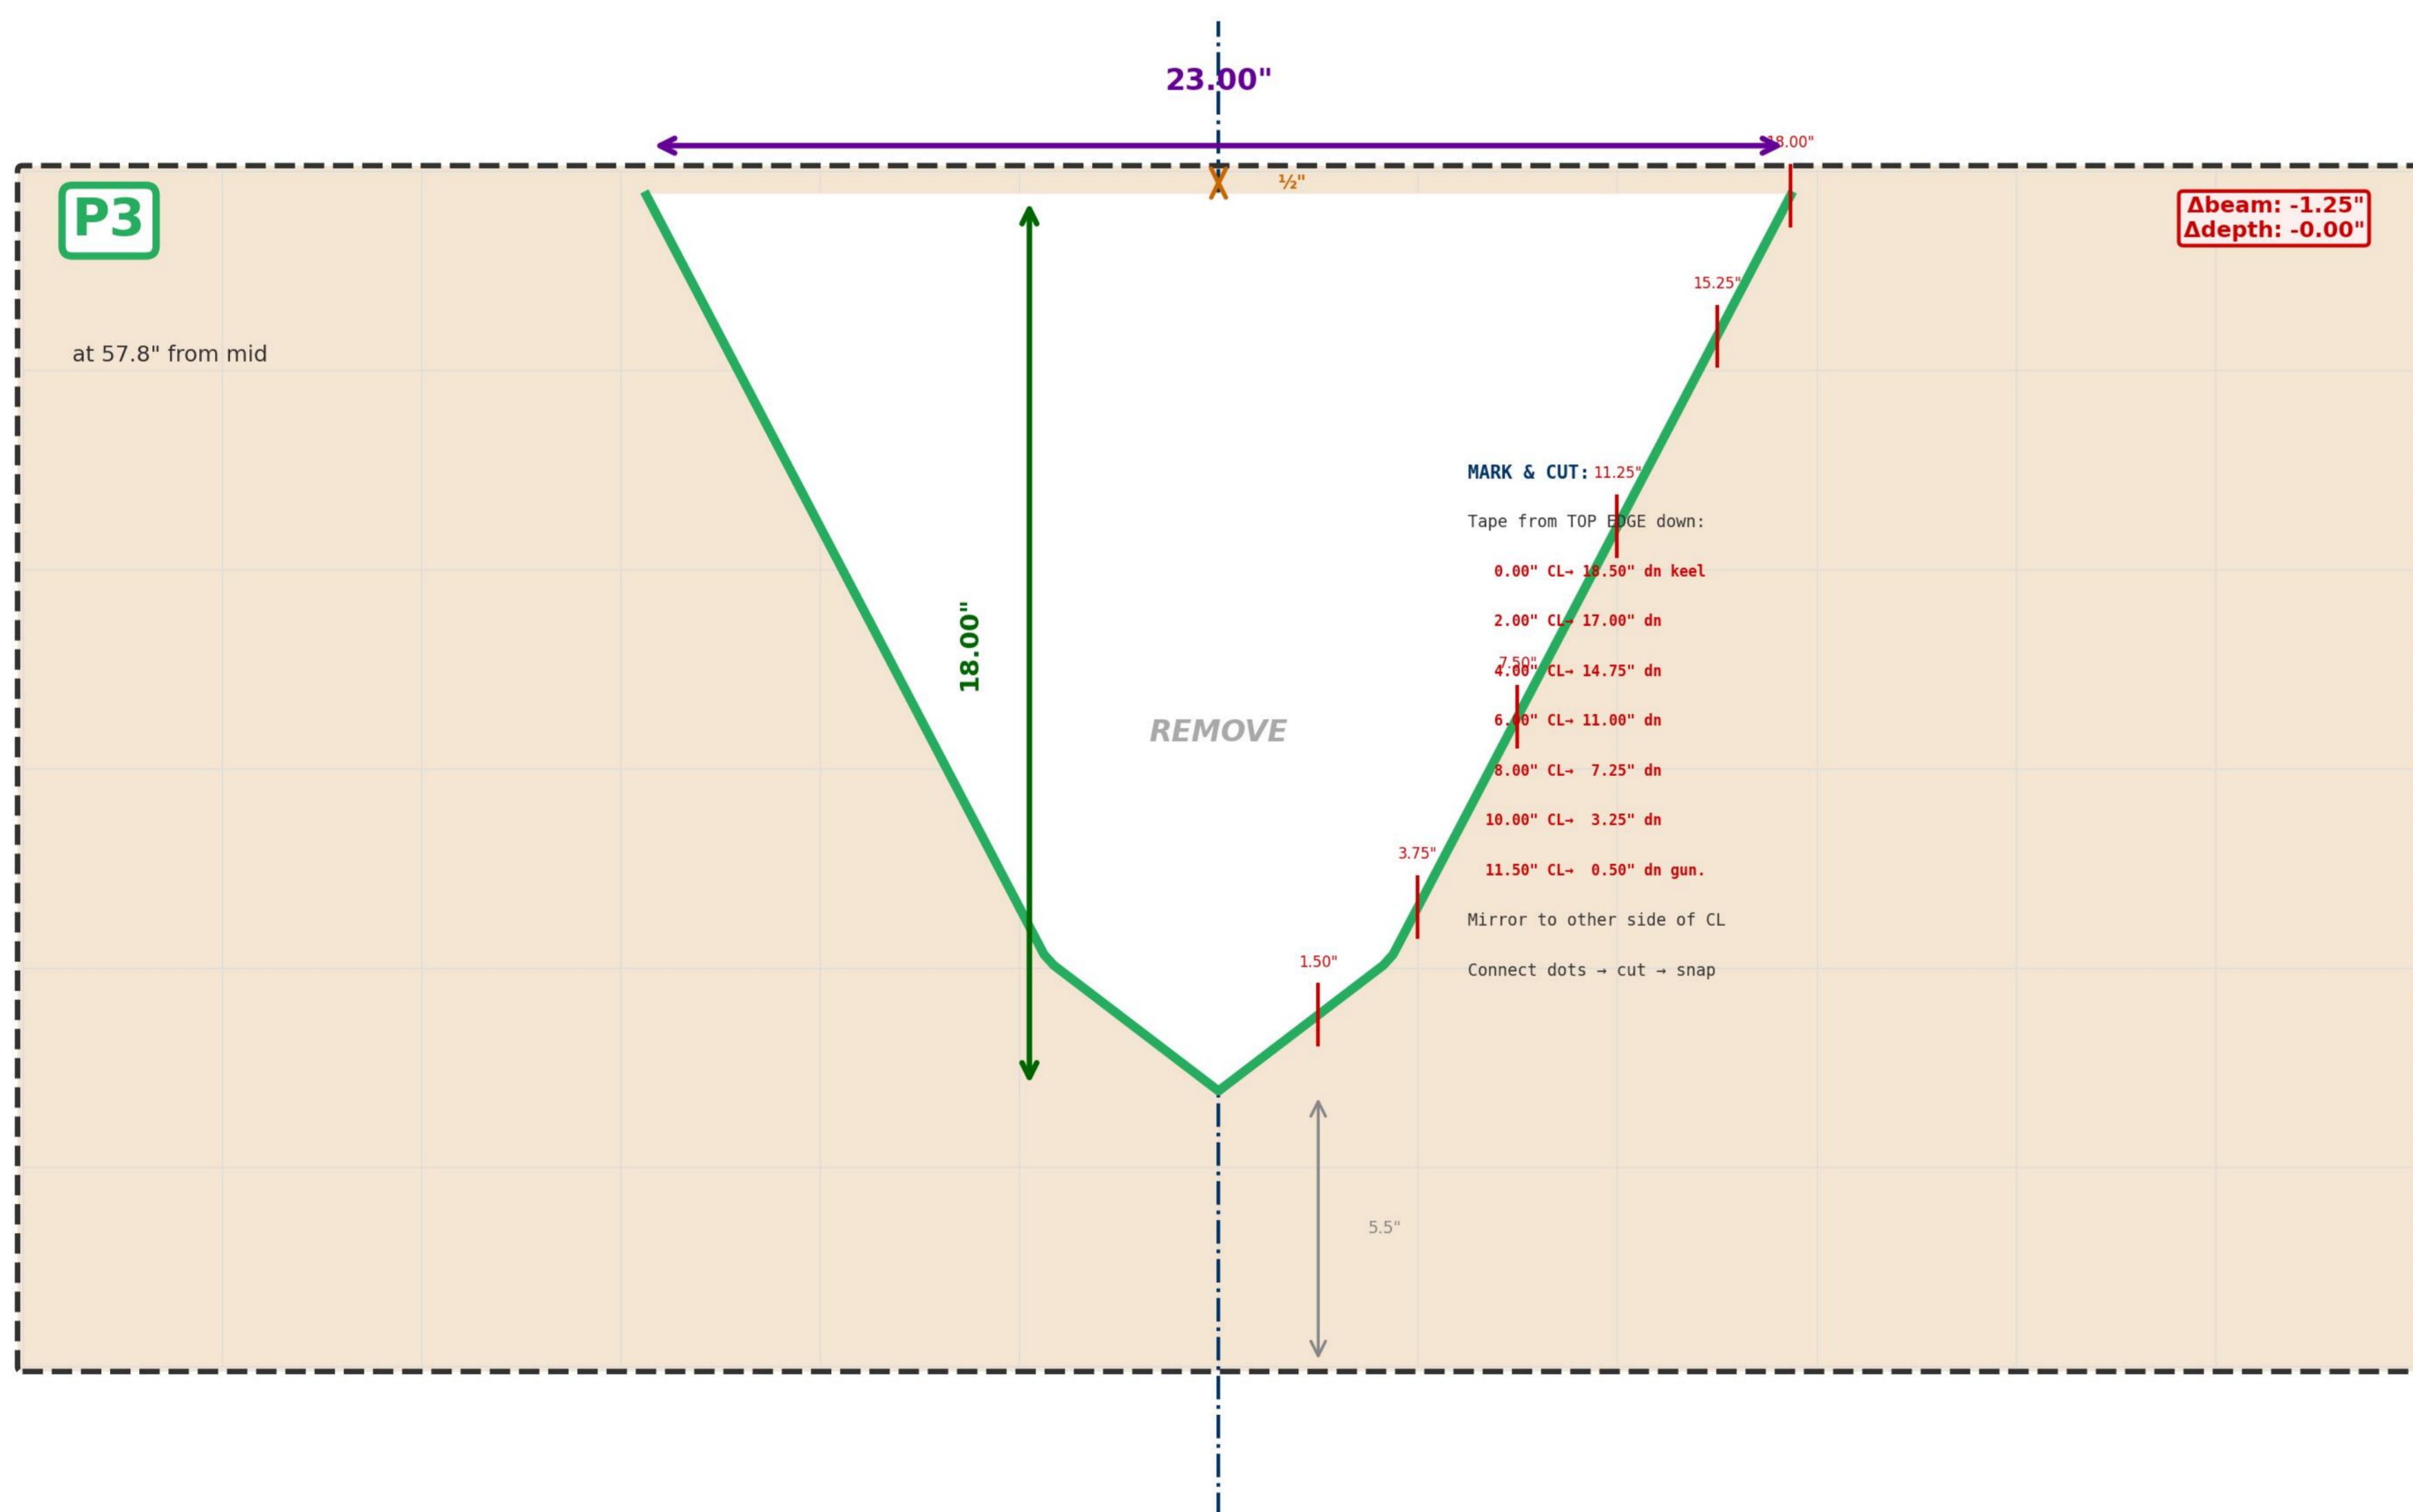 23.00"
18.00"
½"
P3
Δbeam: -1.25"
Δdepth: -0.00"
15.25"
at 57.8" from mid
MARK & CUT:
11.25"
Tape from TOP EDGE down:
0.00" CL→ 18.50" dn keel
2.00" CL→ 17.00" dn
7.50"
4.00" CL→ 14.75" dn
18.00"
6.00" CL→ 11.00" dn
REMOVE
8.00" CL→ 7.25" dn
10.00" CL→ 3.25" dn
3.75"
11.50" CL→ 0.50" dn gun.
Mirror to other side of CL
1.50"
Connect dots → cut → snap
5.5"